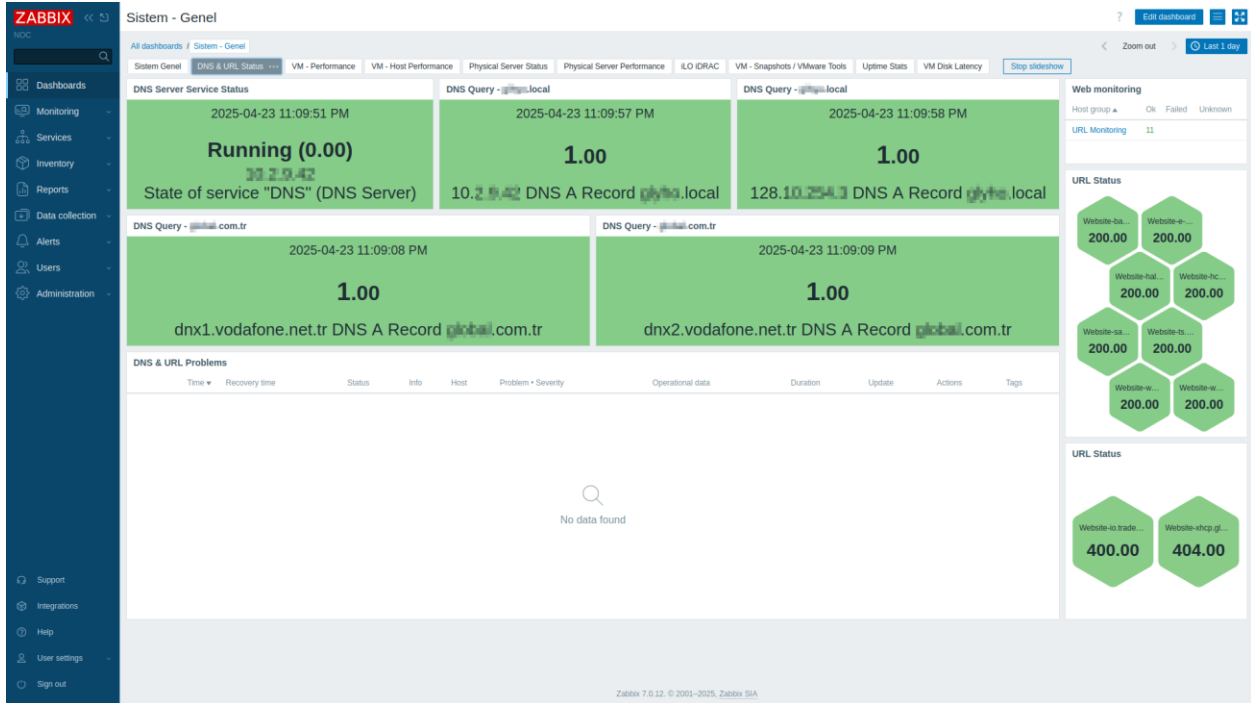 ZABBIX
NOC
Dashboards
Monitoring
Services
Inventory
Reports
Data collection
Alerts
Users
Administration
Support
Integrations
Help
User settings
Sign out
Sistem - Genel
? Edit dashboard
All dashboards / Sistem - Genel
Zoom out Last 1 day
Sistem Genel DNS & URL Status ••• VM - Performance VM - Host Performance Physical Server Status Physical Server Performance iLO iDRAC VM - Snapshots / VMware Tools Uptime Stats VM Disk Latency Stop slideshow
DNS Server Service Status
2025-04-23 11:09:51 PM
Running (0.00)
State of service "DNS" (DNS Server)
DNS Query - .local
2025-04-23 11:09:57 PM
1.00
10. DNS A Record .local
DNS Query - .local
2025-04-23 11:09:58 PM
1.00
128. DNS A Record .local
DNS Query - .com.tr
2025-04-23 11:09:08 PM
1.00
dnx1.vodafone.net.tr DNS A Record .com.tr
DNS Query - .com.tr
2025-04-23 11:09:09 PM
1.00
dnx2.vodafone.net.tr DNS A Record .com.tr
DNS & URL Problems
Time ▼ Recovery time Status Info Host Problem • Severity Operational data Duration Update Actions Tags
No data found
Web monitoring
Host group ▲ Ok Failed Unknown
URL Monitoring 11
URL Status
Website-ba... Website-e-...
200.00 200.00
Website-hal... Website-hc...
200.00 200.00
Website-sa... Website-ts....
200.00 200.00
Website-w... Website-w...
200.00 200.00
URL Status
Website-io.trade... Website-xhcp.gl...
400.00 404.00
Zabbix 7.0.12. © 2001–2025, Zabbix SIA